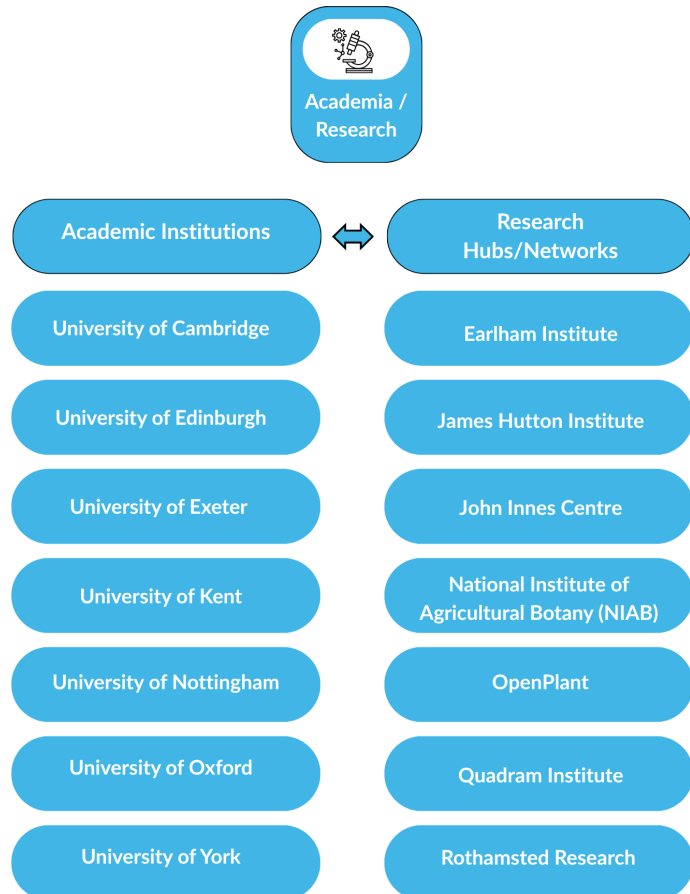 Academia /
Research
Academic Institutions
Research
Hubs/Networks
University of Cambridge
Earlham Institute
University of Edinburgh
James Hutton Institute
University of Exeter
John Innes Centre
University of Kent
National Institute of
Agricultural Botany (NIAB)
University of Nottingham
OpenPlant
University of Oxford
Quadram Institute
University of York
Rothamsted Research